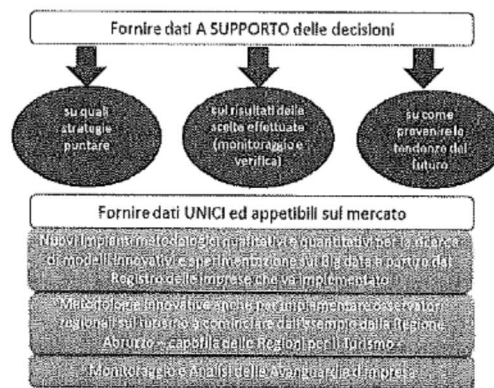 Fornire dati A SUPPORTO delle decisioni
su quali
strategie
puntare
sui risultati delle
scelte effettuate
(monitoraggio e
verifica)
su come
prevenire le
tendenze del
futuro
Fornire dati UNICI ed appetibili sul mercato
Nuovi impianti metodologici qualitativi e quantitativi per la ricerca
di modelli innovativi e sperimentazione sui Big data a partire dal
Registro delle imprese che va implementato
Metodologie innovative anche per implementare osservatori
regionali sul Turismo a cominciare dall'esempio della Regione
Abruzzo – capofila delle Regioni per il Turismo -
Monitoraggio e Analisi delle Avanguardie d'impresa